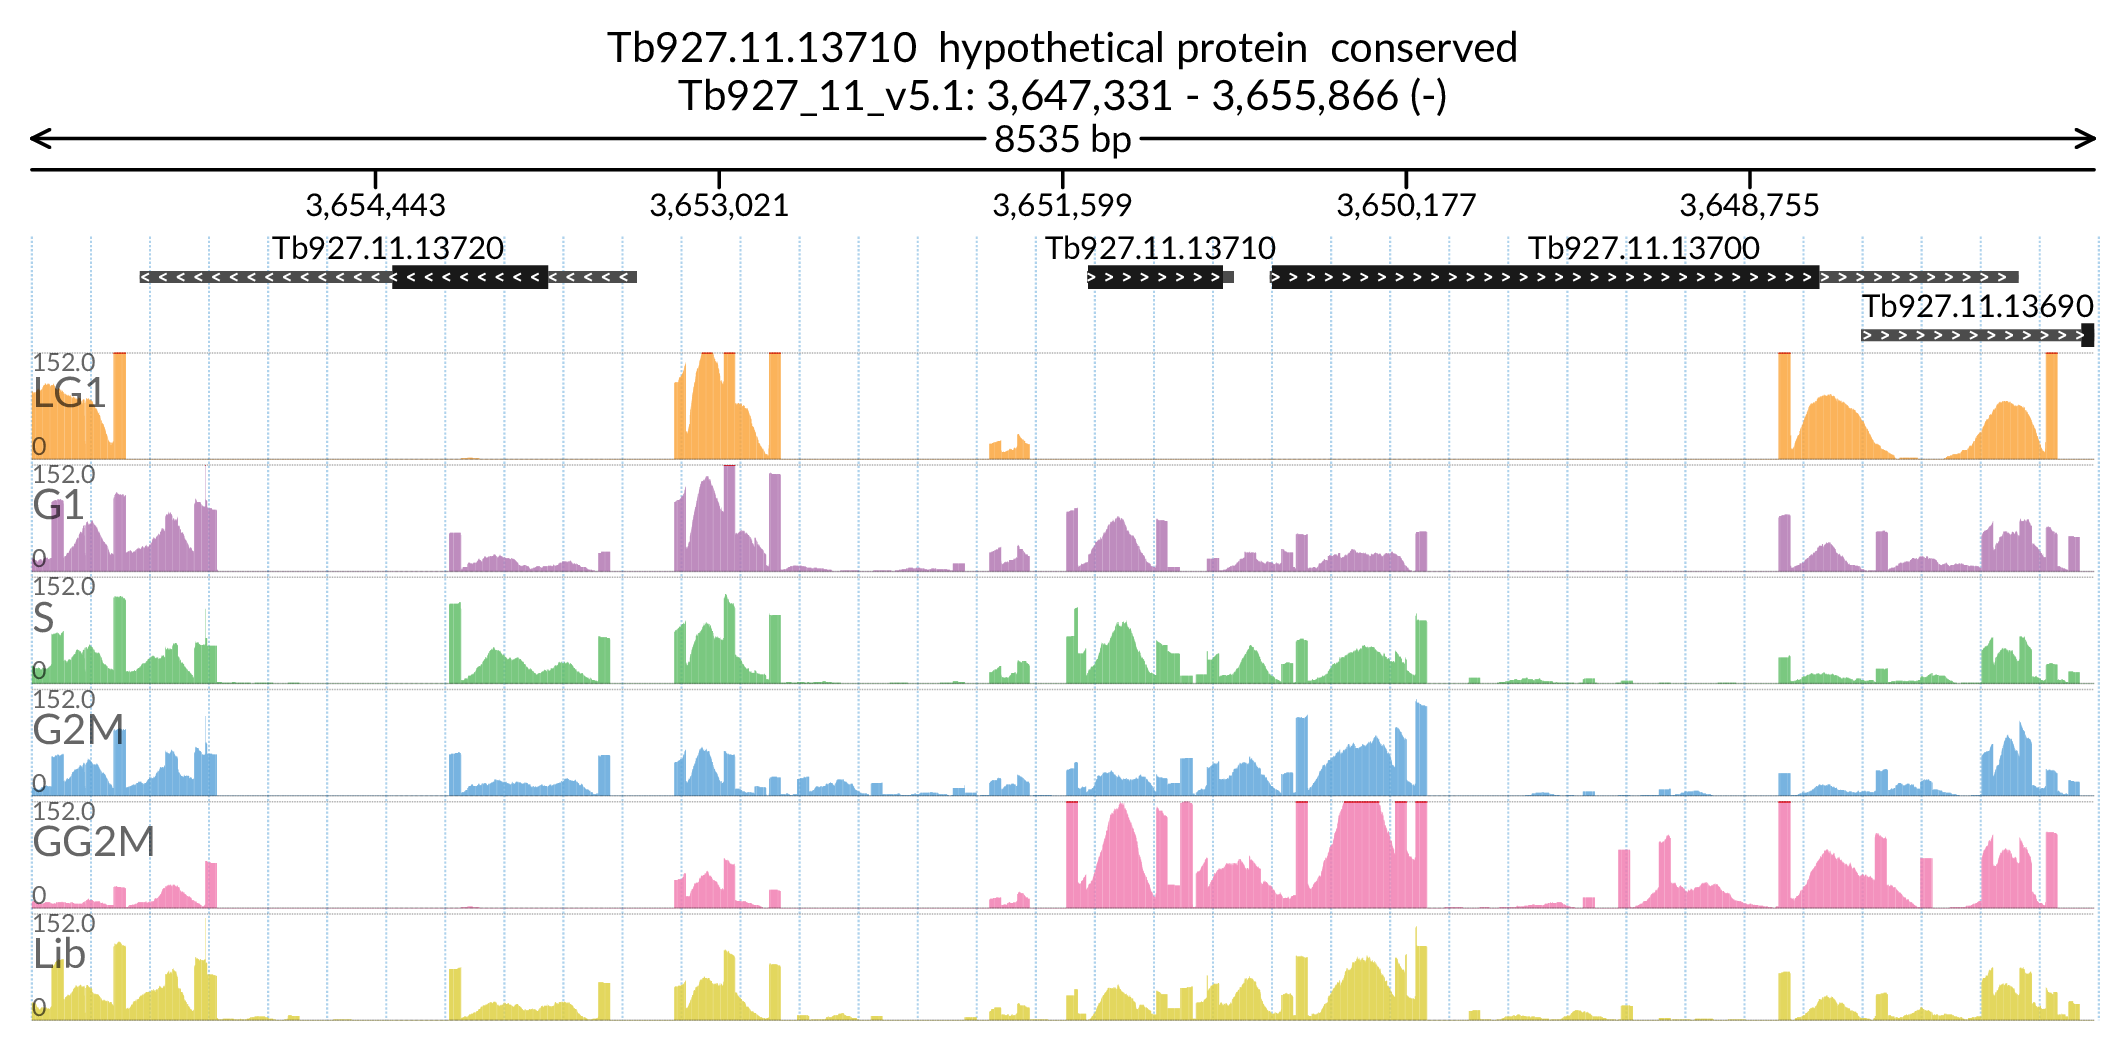 Tb927.11.13710  hypothetical protein  conserved
Tb927_11_v5.1: 3,647,331 - 3,655,866 (-)
8535 bp
3,654,443 3,653,021 3,651,599 3,650,177 3,648,755
Tb927.11.13720 Tb927.11.13710 Tb927.11.13700
Tb927.11.13690
152.0
LG1
0
152.0
G1
0
152.0
S
0
152.0
G2M
0
152.0
GG2M
0
152.0
Lib
0